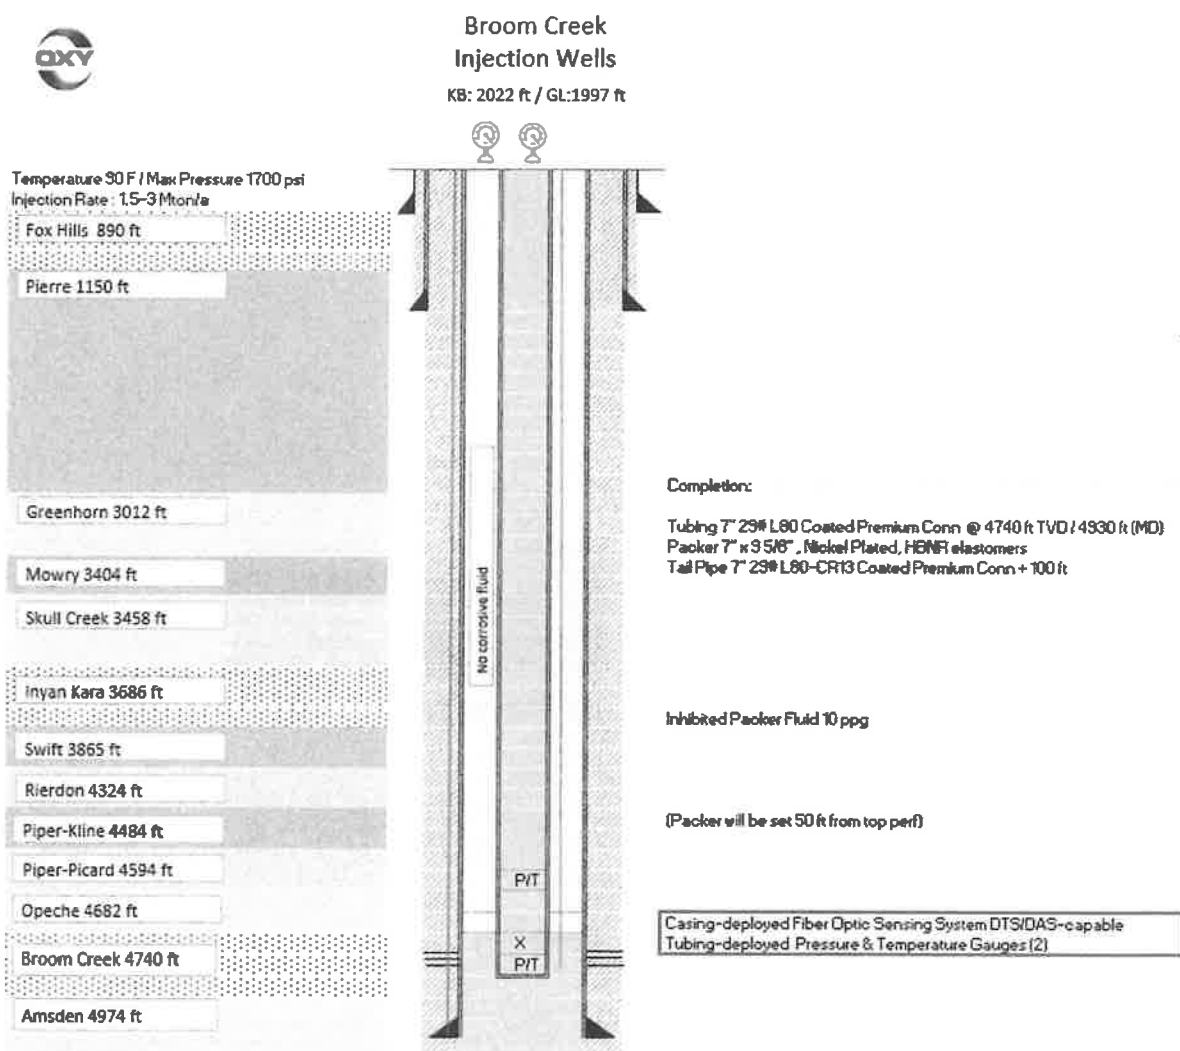 OXY
Broom Creek
Injection Wells
KB: 2022 ft / GL:1997 ft
Temperature 90 F / Max Pressure 1700 psi
Injection Rate : 1.5-3 Mton/a
Fox Hills 890 ft
Pierre 1150 ft
Greenhorn 3012 ft
Mowry 3404 ft
Skull Creek 3458 ft
Inyan Kara 3686 ft
Swift 3865 ft
Rierdon 4324 ft
Piper-Kline 4484 ft
Piper-Picard 4594 ft
Opeche 4682 ft
Broom Creek 4740 ft
Amsden 4974 ft
No corrosive fluid
P/T
X
P/T
Completion:
Tubing 7" 29# L80 Coated Premium Conn @ 4740 ft TVD / 4930 ft (MD)
Packer 7" x 9 5/8" , Nickel Plated, HBNR elastomers
Tail Pipe 7" 29# L80-CR13 Coated Premium Conn + 100 ft
Inhibited Packer Fluid 10 ppg
(Packer will be set 50 ft from top perf)
Casing-deployed Fiber Optic Sensing System DTS/DAS-capable
Tubing-deployed Pressure & Temperature Gauges (2)